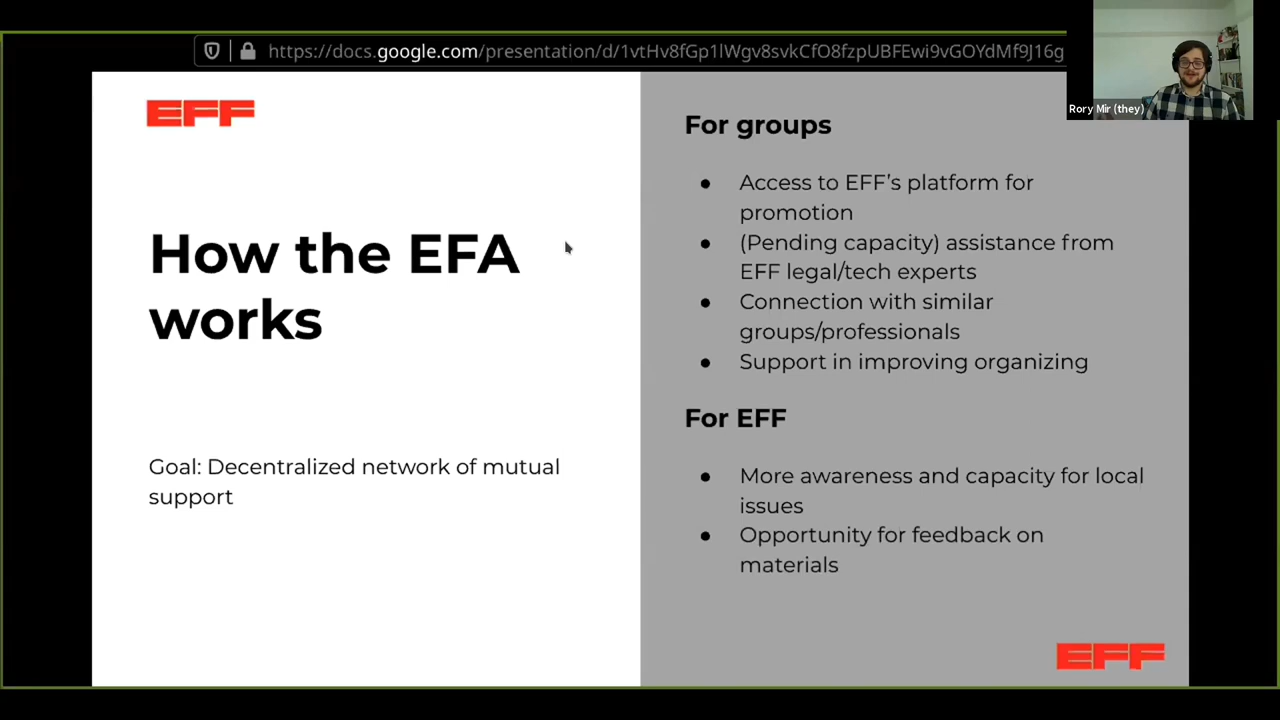 https://docs.google.com/presentation/d/1vtHv8fGp1lWgv8svkCfO8fzpUBFEwi9vGOYdMf9J16g
Rory Mir (they)
EFF
How the EFA
works
Goal: Decentralized network of mutual
support
For groups
● Access to EFF’s platform for
promotion
● (Pending capacity) assistance from
EFF legal/tech experts
● Connection with similar
groups/professionals
● Support in improving organizing
For EFF
● More awareness and capacity for local
issues
● Opportunity for feedback on
materials
EFF